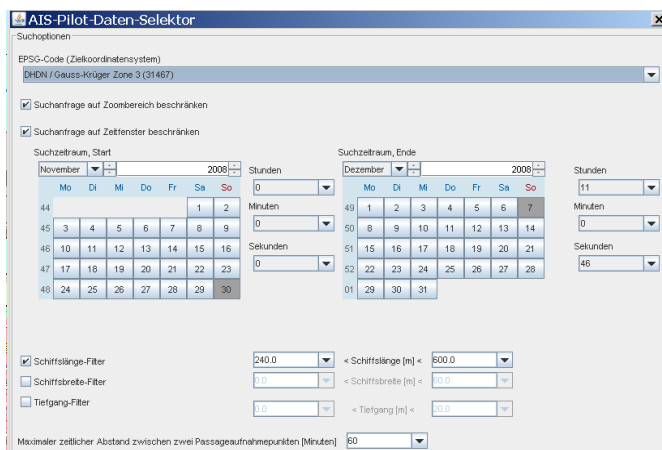 AIS-Pilot-Daten-Selektor
Suchoptionen
EPSG-Code (Zielkoordinatensystem)
DHDN / Gauss-Krüger Zone 3 (31467)
Suchanfrage auf Zoombereich beschränken
Suchanfrage auf Zeitfenster beschränken
Suchzeitraum, Start
November 2008
Mo Di Mi Do Fr Sa So
44 1 2
45 3 4 5 6 7 8 9
46 10 11 12 13 14 15 16
47 17 18 19 20 21 22 23
48 24 25 26 27 28 29 30
Stunden
0
Minuten
0
Sekunden
0
Suchzeitraum, Ende
Dezember 2008
Mo Di Mi Do Fr Sa So
49 1 2 3 4 5 6 7
50 8 9 10 11 12 13 14
51 15 16 17 18 19 20 21
52 22 23 24 25 26 27 28
01 29 30 31
Stunden
11
Minuten
0
Sekunden
46
Schiffslänge-Filter 240.0 < Schiffslänge [m] < 600.0
Schiffsbreite-Filter 0.0 < Schiffsbreite [m] < 60.0
Tiefgang-Filter 0.0 < Tiefgang [m] < 20.0
Maximaler zeitlicher Abstand zwischen zwei Passageaufnahmepunkten [Minuten] 60